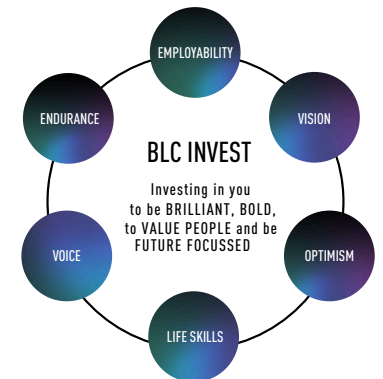 EMPLOYABILITY
ENDURANCE
VISION
BLC INVEST
Investing in you
to be BRILLIANT, BOLD,
to VALUE PEOPLE and be
FUTURE FOCUSSED
VOICE
OPTIMISM
LIFE SKILLS